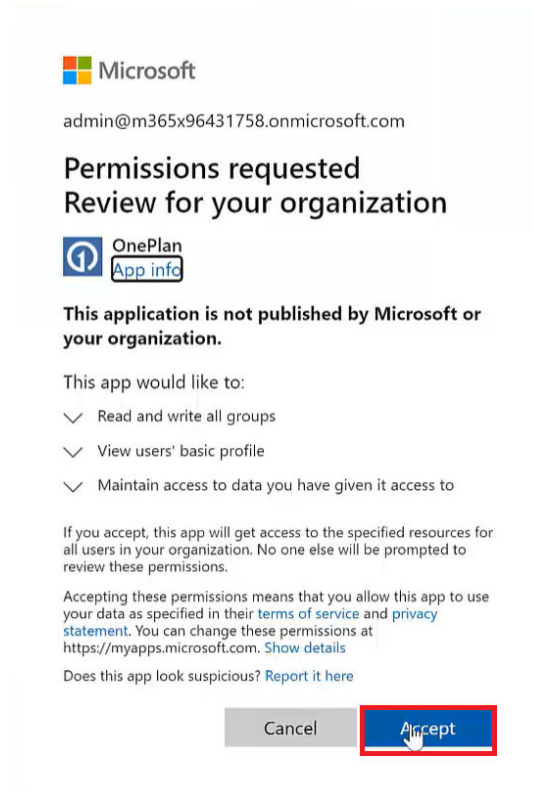 Microsoft
admin@m365x96431758.onmicrosoft.com
Permissions requested
Review for your organization
OnePlan
App info
This application is not published by Microsoft or
your organization.
This app would like to:
Read and write all groups
View users' basic profile
Maintain access to data you have given it access to
If you accept, this app will get access to the specified resources for
all users in your organization. No one else will be prompted to
review these permissions.
Accepting these permissions means that you allow this app to use
your data as specified in their terms of service and privacy
statement. You can change these permissions at
https://myapps.microsoft.com. Show details
Does this app look suspicious? Report it here
Cancel
Accept